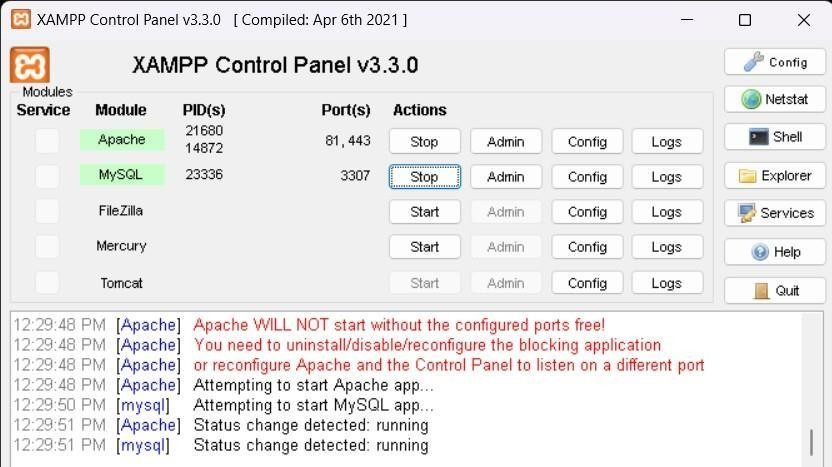 XAMPP Control Panel v3.3.0 [ Compiled: Apr 6th 2021 ]
XAMPP Control Panel v3.3.0
Config
Modules
Service Module PID(s) Port(s) Actions
Netstat
Apache 21680 14872 81, 443 Stop Admin Config Logs
Shell
MySQL 23336 3307 Stop Admin Config Logs
Explorer
FileZilla Start Admin Config Logs
Services
Mercury Start Admin Config Logs
Help
Tomcat Start Admin Config Logs
Quit
12:29:48 PM [Apache] Apache WILL NOT start without the configured ports free!
12:29:48 PM [Apache] You need to uninstall/disable/reconfigure the blocking application
12:29:48 PM [Apache] or reconfigure Apache and the Control Panel to listen on a different port
12:29:48 PM [Apache] Attempting to start Apache app...
12:29:50 PM [mysql] Attempting to start MySQL app...
12:29:51 PM [Apache] Status change detected: running
12:29:51 PM [mysql] Status change detected: running